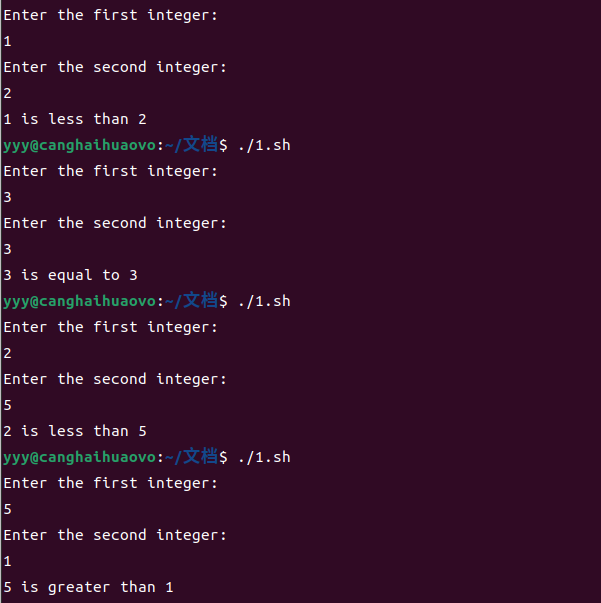 Enter the first integer:
1
Enter the second integer:
2
1 is less than 2
yyy@canghaihuaovo:~/文档$ ./1.sh
Enter the first integer:
3
Enter the second integer:
3
3 is equal to 3
yyy@canghaihuaovo:~/文档$ ./1.sh
Enter the first integer:
2
Enter the second integer:
5
2 is less than 5
yyy@canghaihuaovo:~/文档$ ./1.sh
Enter the first integer:
5
Enter the second integer:
1
5 is greater than 1